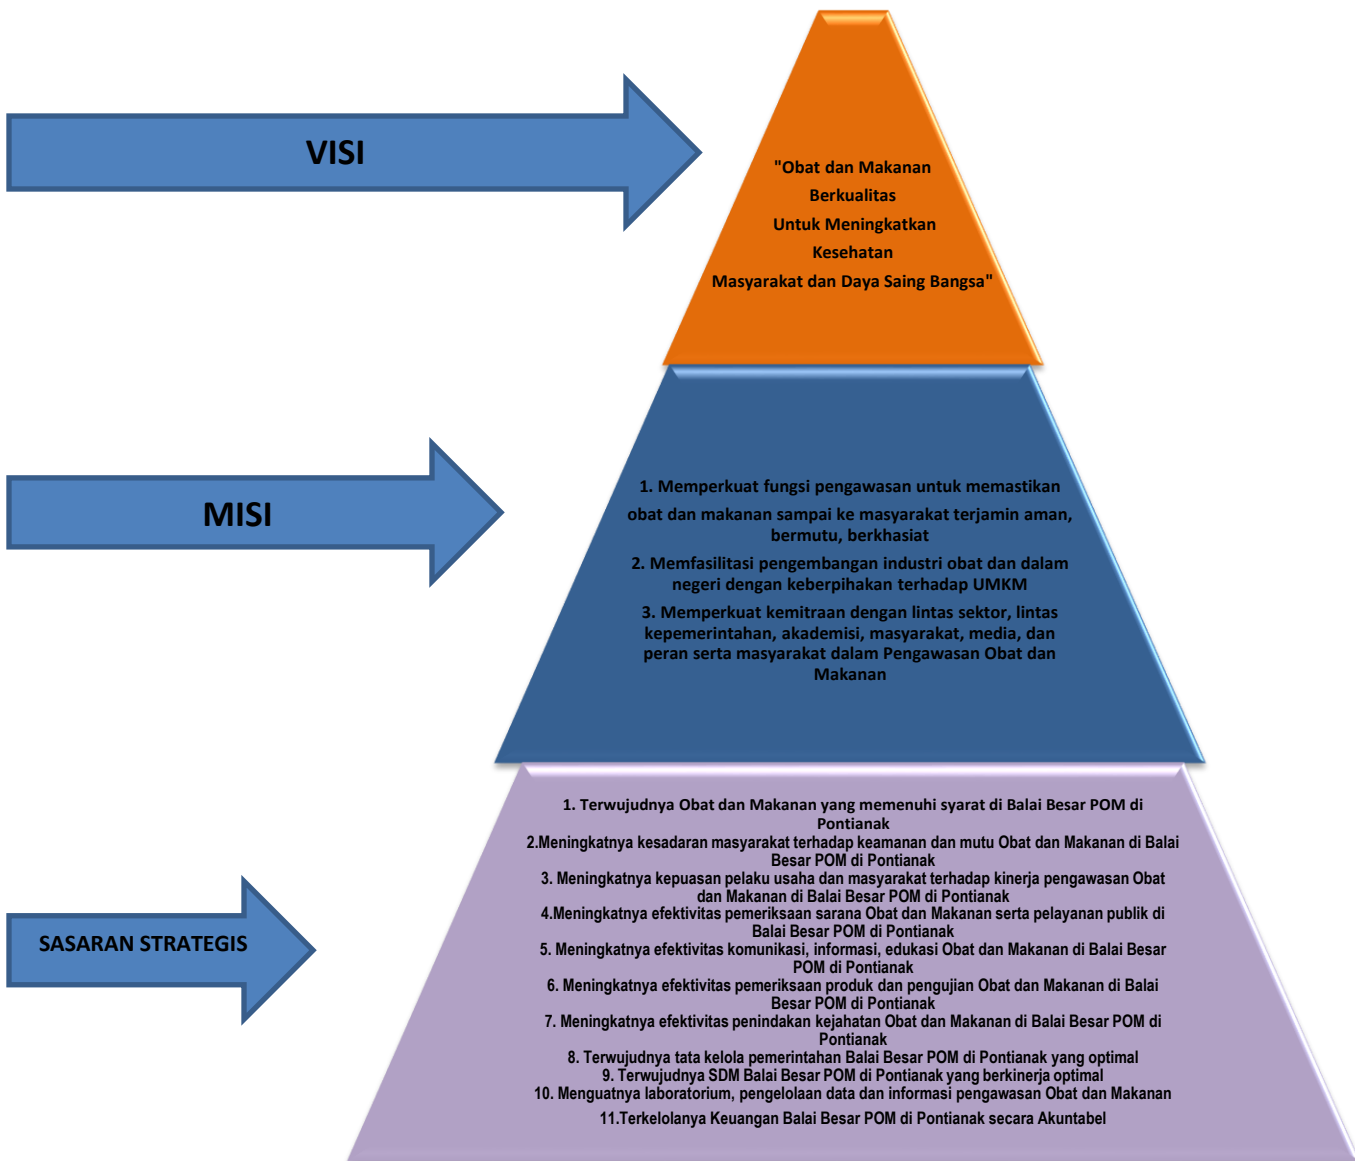 VISI
"Obat dan Makanan
Berkualitas
Untuk Meningkatkan
Kesehatan
Masyarakat dan Daya Saing Bangsa"
MISI
1. Memperkuat fungsi pengawasan untuk memastikan
obat dan makanan sampai ke masyarakat terjamin aman,
bermutu, berkhasiat
2. Memfasilitasi pengembangan industri obat dan dalam
negeri dengan keberpihakan terhadap UMKM
3. Memperkuat kemitraan dengan lintas sektor, lintas
kepemerintahan, akademisi, masyarakat, media, dan
peran serta masyarakat dalam Pengawasan Obat dan
Makanan
SASARAN STRATEGIS
1. Terwujudnya Obat dan Makanan yang memenuhi syarat di Balai Besar POM di
Pontianak
2.Meningkatnya kesadaran masyarakat terhadap keamanan dan mutu Obat dan Makanan di Balai
Besar POM di Pontianak
3. Meningkatnya kepuasan pelaku usaha dan masyarakat terhadap kinerja pengawasan Obat
dan Makanan di Balai Besar POM di Pontianak
4.Meningkatnya efektivitas pemeriksaan sarana Obat dan Makanan serta pelayanan publik di
Balai Besar POM di Pontianak
5. Meningkatnya efektivitas komunikasi, informasi, edukasi Obat dan Makanan di Balai Besar
POM di Pontianak
6. Meningkatnya efektivitas pemeriksaan produk dan pengujian Obat dan Makanan di Balai
Besar POM di Pontianak
7. Meningkatnya efektivitas penindakan kejahatan Obat dan Makanan di Balai Besar POM di
Pontianak
8. Terwujudnya tata kelola pemerintahan Balai Besar POM di Pontianak yang optimal
9. Terwujudnya SDM Balai Besar POM di Pontianak yang berkinerja optimal
10. Menguatnya laboratorium, pengelolaan data dan informasi pengawasan Obat dan Makanan
11.Terkelolanya Keuangan Balai Besar POM di Pontianak secara Akuntabel